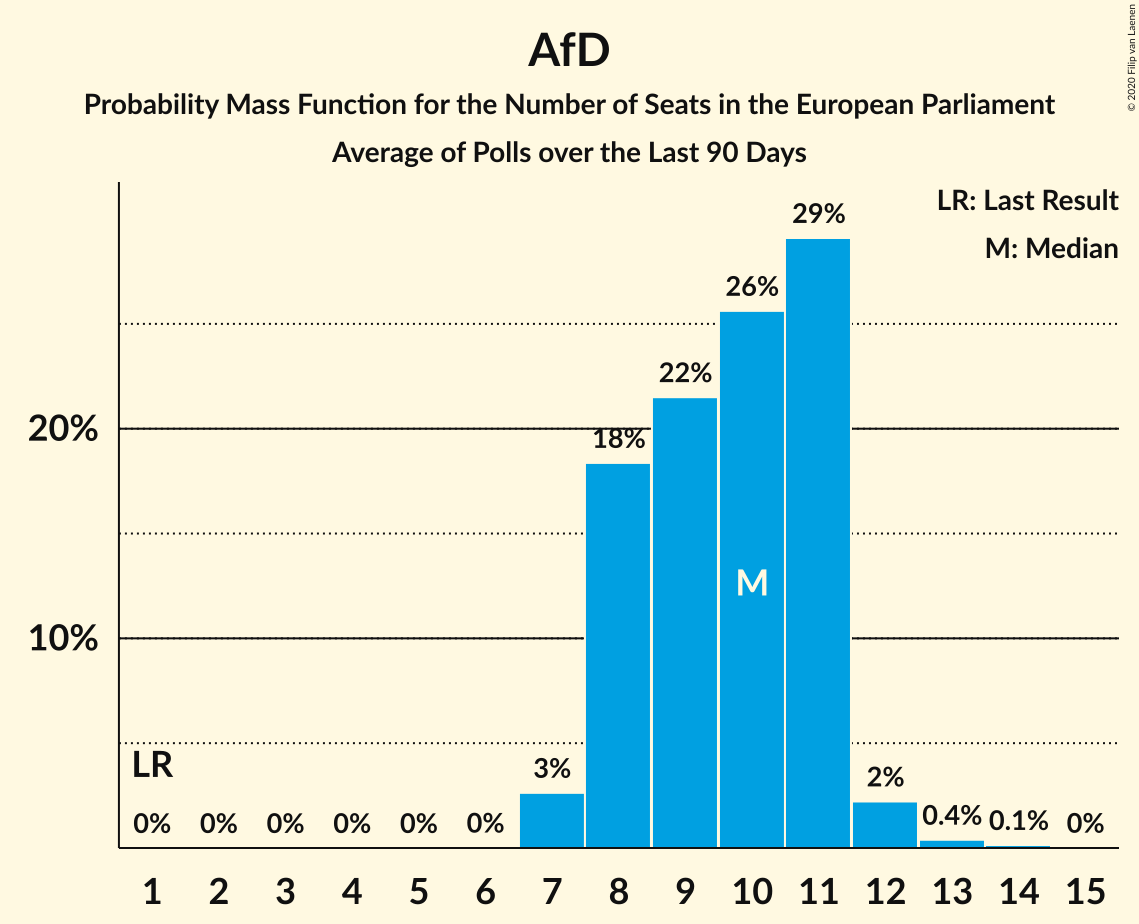 AfD
Probability Mass Function for the Number of Seats in the European Parliament
Average of Polls over the Last 90 Days
© 2020 Filip van Laenen
LR: Last Result
M: Median
29%
26%
22%
18%
20%
M
10%
LR
0% 0% 0% 0% 0% 0% 3% 2% 0.4% 0.1% 0%
1 2 3 4 5 6 7 8 9 10 11 12 13 14 15